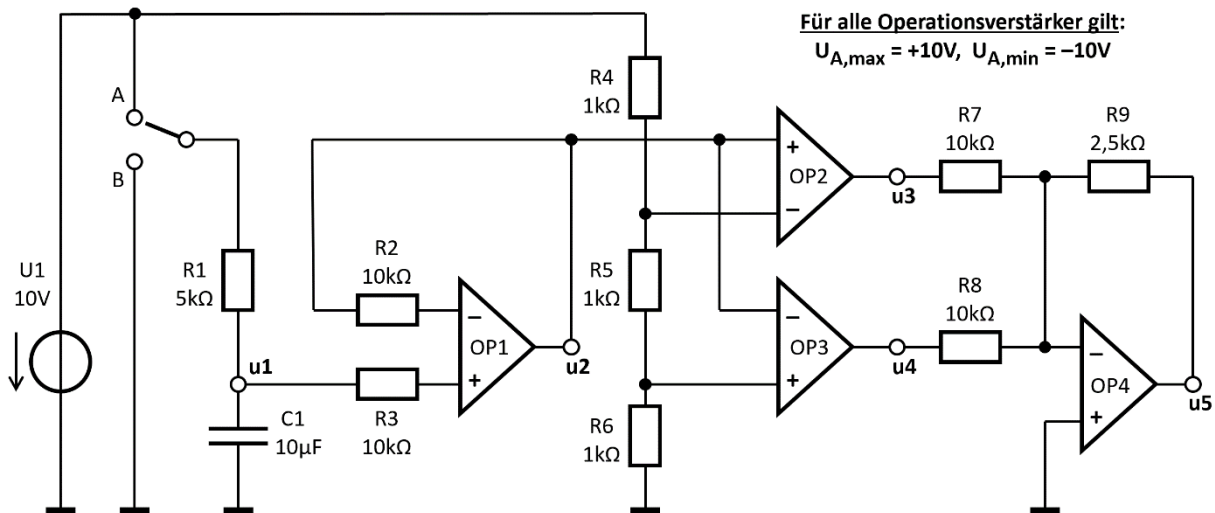 Für alle Operationsverstärker gilt:
U_A,max = +10V, U_A,min = –10V
A
B
U1
10V
R1
5kΩ
u1
C1
10µF
R2
10kΩ
R3
10kΩ
–
+
OP1
u2
R4
1kΩ
R5
1kΩ
R6
1kΩ
+
–
OP2
u3
–
+
OP3
u4
R7
10kΩ
R8
10kΩ
R9
2,5kΩ
–
+
OP4
u5